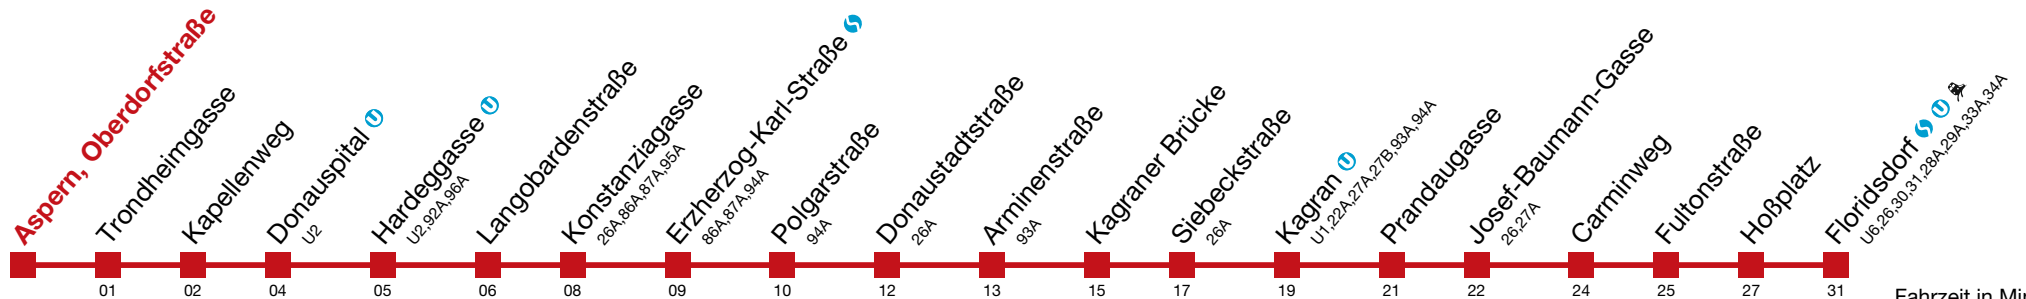 Aspern, Oberdorfstraße
Trondheimgasse
01
Kapellenweg
02
Donauspital U
U2
04
Hardeggasse U
U2,92A,96A
05
Langobardenstraße
06
Konstanziagasse
26A,86A,87A,95A
08
Erzherzog-Karl-Straße S
86A,87A,94A
09
Polgarstraße
94A
10
Donaustadtstraße
26A
12
Arminenstraße
93A
13
Kagraner Brücke
15
Siebeckstraße
26A
17
Kagran U
U1,22A,27A,27B,93A,94A
19
Prandaugasse
21
Josef-Baumann-Gasse
26,27A
22
Carminweg
24
Fultonstraße
25
Hoßplatz
27
Floridsdorf S U
U6,26,30,31,28A,29A,33A,34A
31
Fahrzeit in